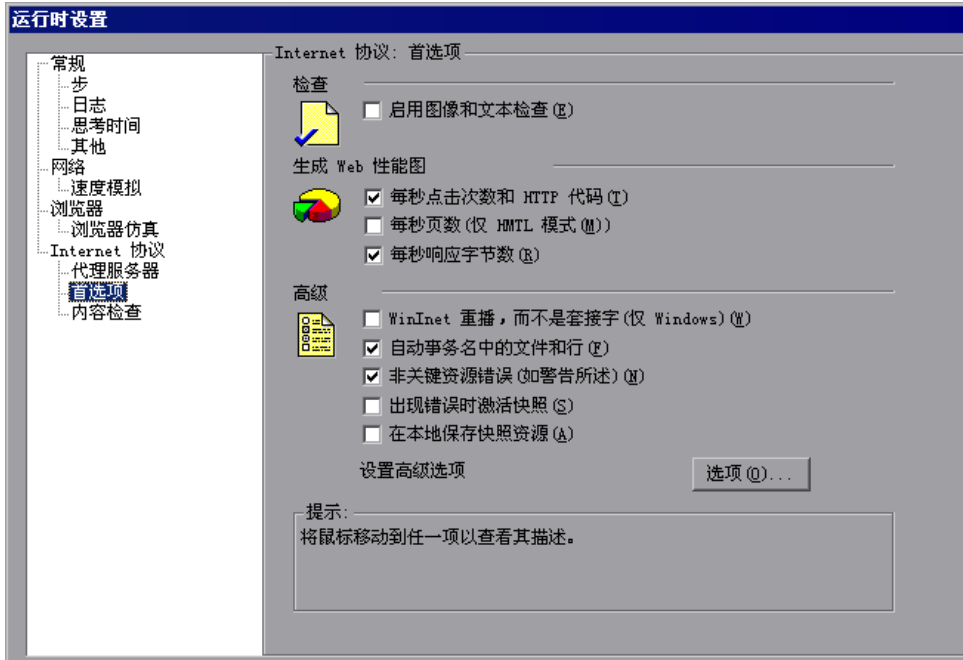 运行时设置
常规
步
日志
思考时间
其他
网络
速度模拟
浏览器
浏览器仿真
Internet 协议
代理服务器
首选项
内容检查
Internet 协议: 首选项
检查
启用图像和文本检查(E)
生成 Web 性能图
每秒点击次数和 HTTP 代码(T)
每秒页数(仅 HMTL 模式(M))
每秒响应字节数(R)
高级
WinInet 重播，而不是套接字(仅 Windows)(W)
自动事务名中的文件和行(F)
非关键资源错误(如警告所述)(N)
出现错误时激活快照(S)
在本地保存快照资源(A)
设置高级选项
选项(O)...
提示:
将鼠标移动到任一项以查看其描述。